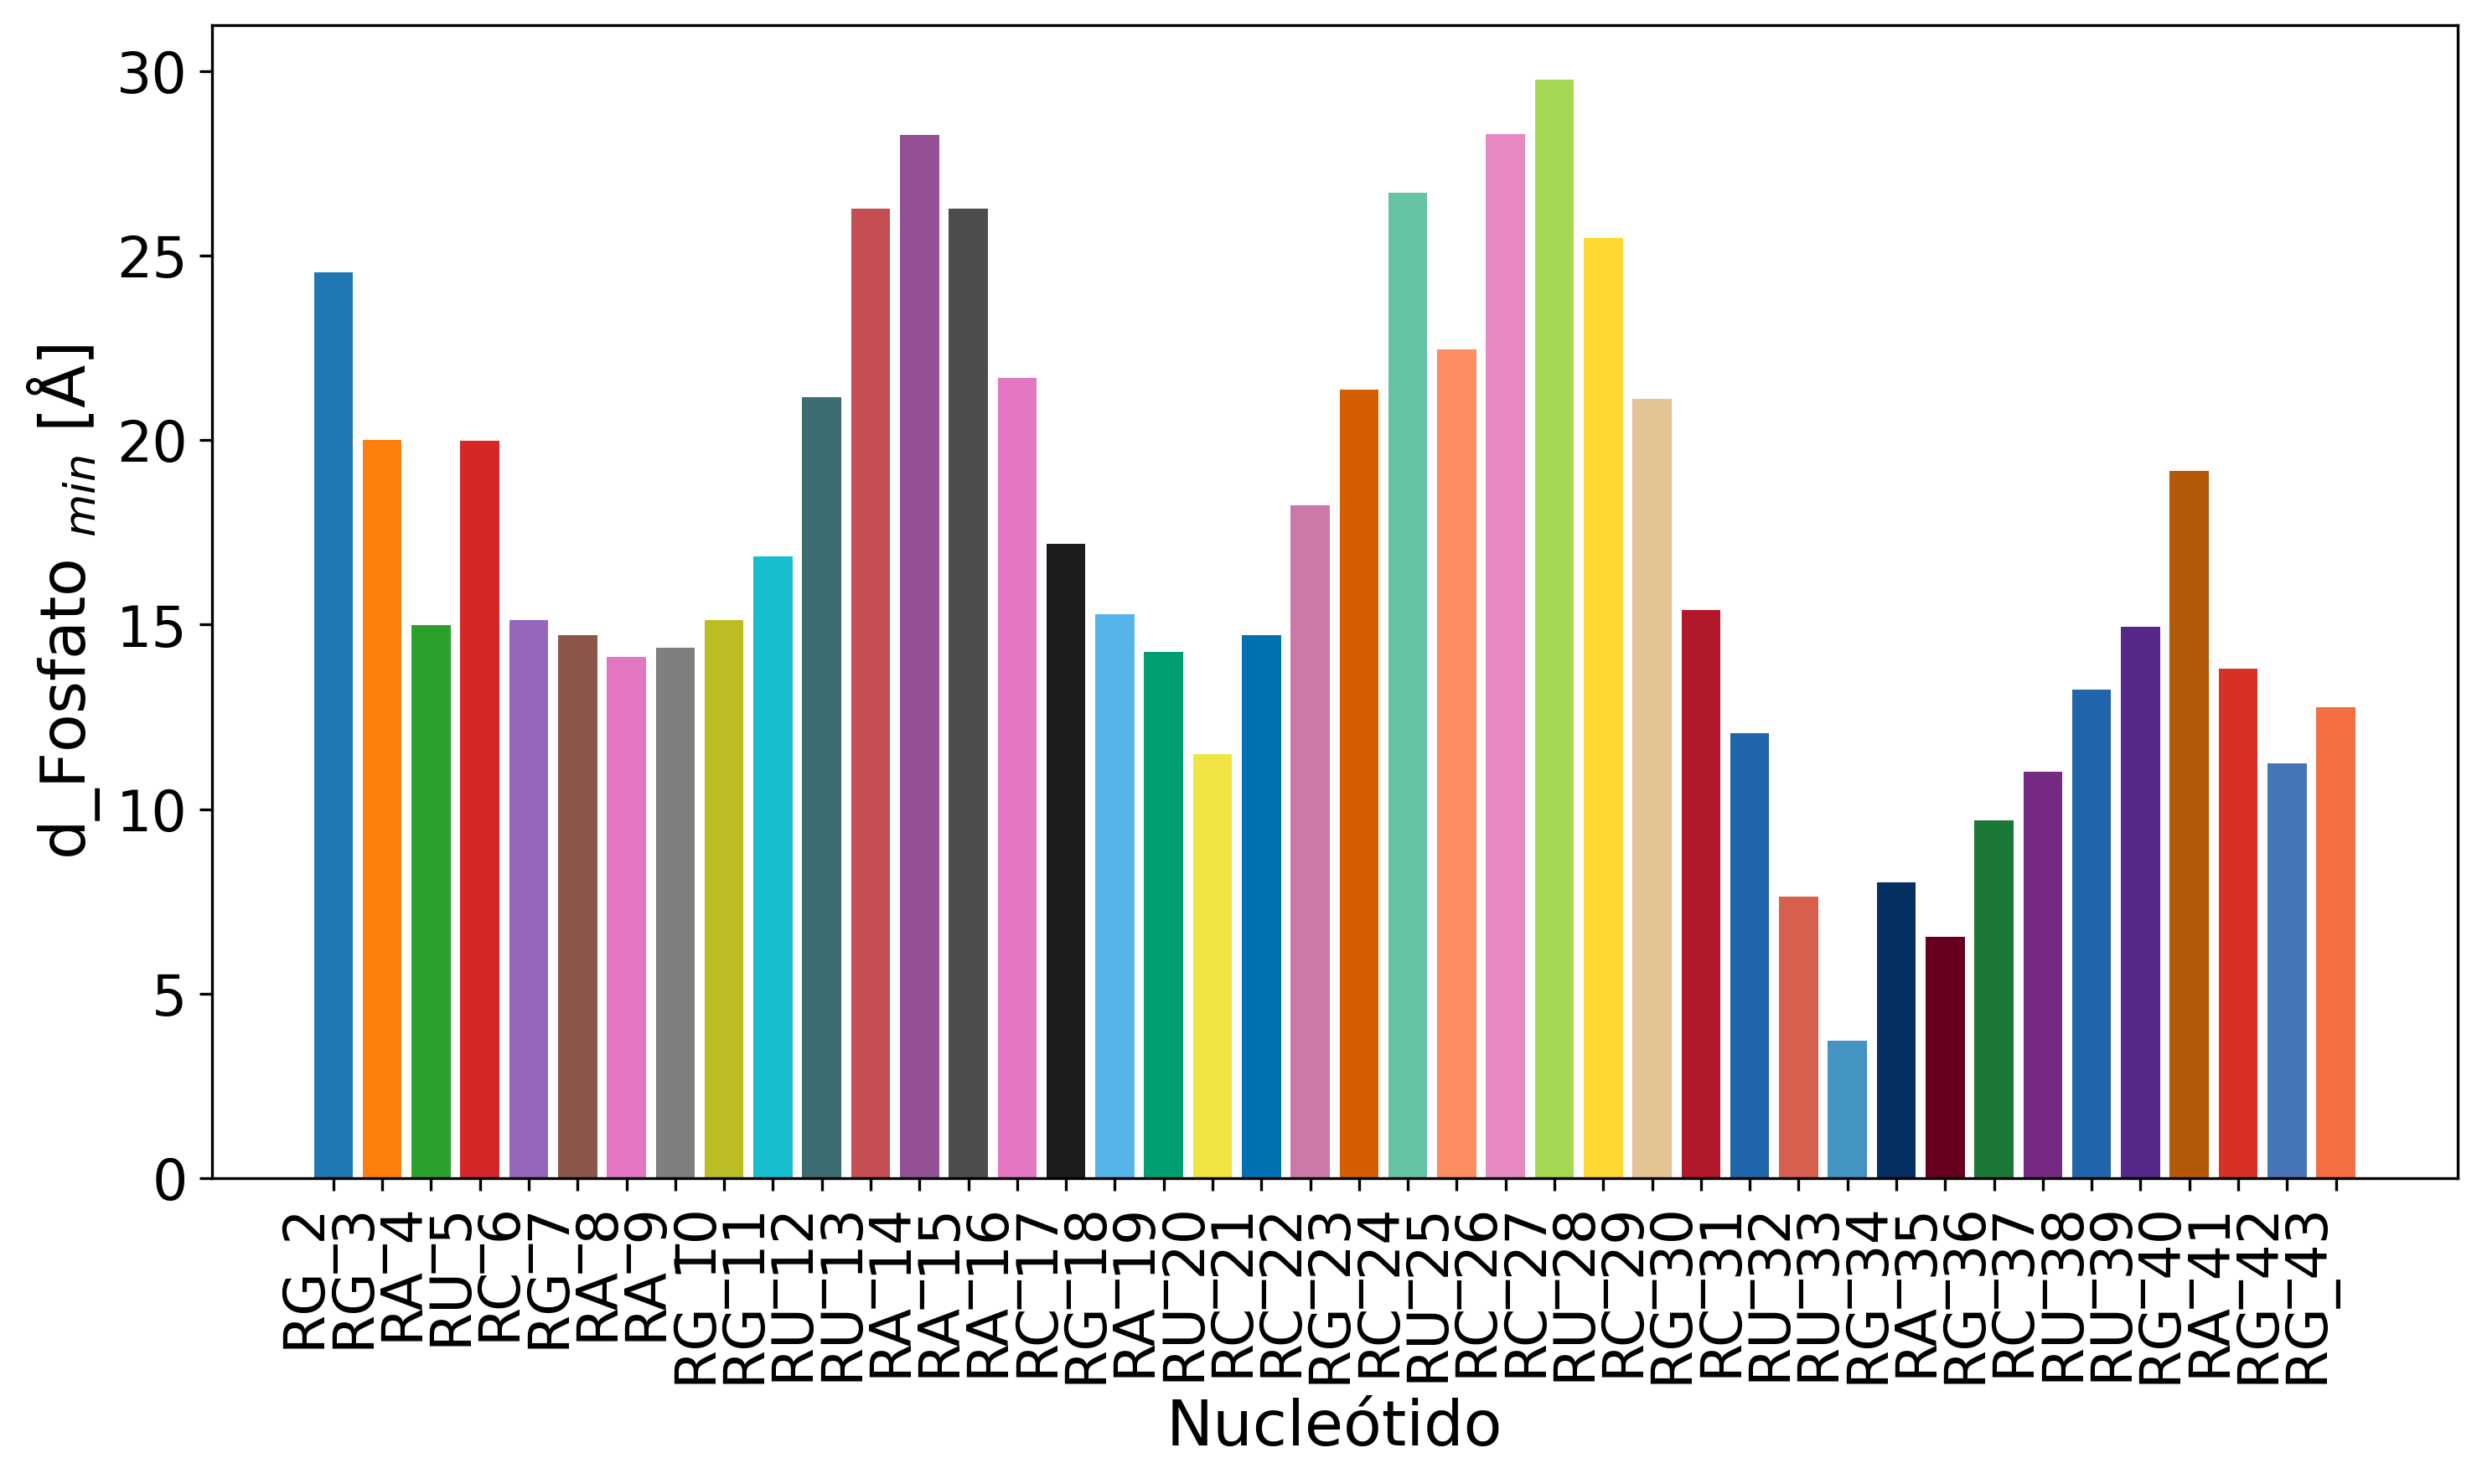 30
25
20
15
10
5
0
d_Fosfato min [Å]
RG_2
RG_3
RA_4
RU_5
RC_6
RG_7
RA_8
RA_9
RG_10
RG_11
RU_12
RU_13
RA_14
RA_15
RA_16
RC_17
RG_18
RA_19
RU_20
RC_21
RC_22
RG_23
RC_24
RU_25
RC_26
RC_27
RU_28
RC_29
RG_30
RC_31
RU_32
RU_33
RG_34
RA_35
RG_36
RC_37
RU_38
RU_39
RG_40
RA_41
RG_42
RG_43
Nucleótido